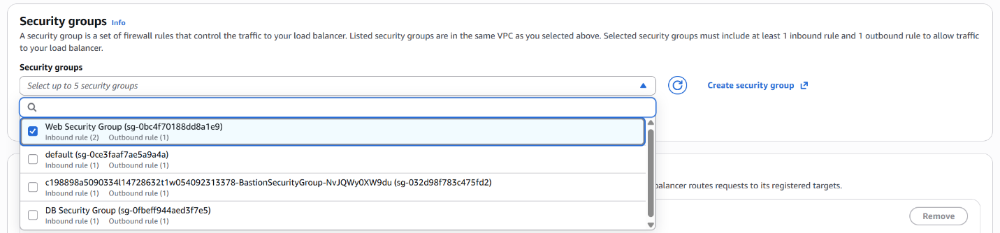 Security groups Info
A security group is a set of firewall rules that control the traffic to your load balancer. Listed security groups are in the same VPC as you selected above. Selected security groups must include at least 1 inbound rule and 1 outbound rule to allow traffic
to your load balancer.
Security groups
Select up to 5 security groups
Create security group
Web Security Group (sg-0bc4f70188dd8a1e9)
Inbound rule (2) Outbound rule (1)
default (sg-0ce3faaf7ae5a9a4a)
Inbound rule (1) Outbound rule (1)
c198898a5090334l14728632t1w054092313378-BastionSecurityGroup-NvJQWy0XW9du (sg-032d98f783c475fd2)
Inbound rule (1) Outbound rule (1)
balancer routes requests to its registered targets.
DB Security Group (sg-0fbeff944aed3f7e5)
Inbound rule (1) Outbound rule (1)
Remove